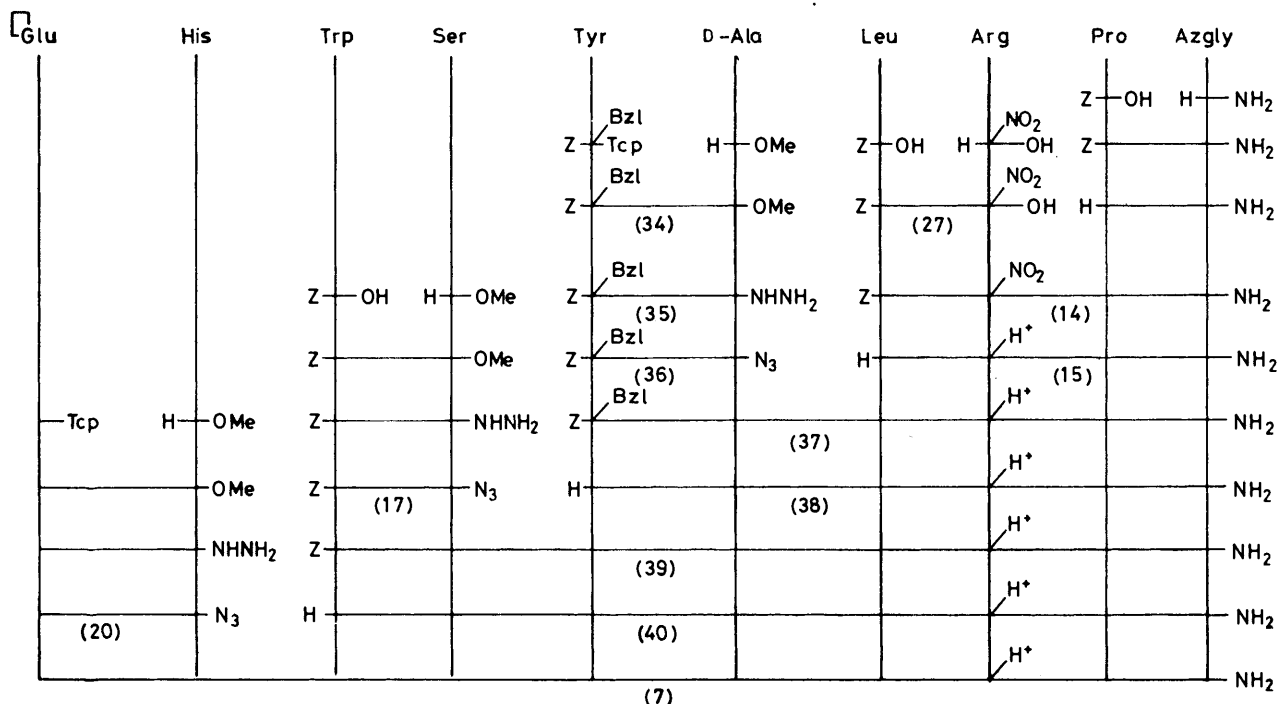 Glu His Trp Ser Tyr D-Ala Leu Arg Pro Azgly
Z OH H NH2
Bzl NO2
Z Tcp H OMe Z OH H OH Z NH2
Bzl NO2
Z OMe Z OH H NH2
(34) (27)
Bzl NO2
Z OH H OMe Z NHNH2 Z NH2
(35) (14)
Bzl H+
Z OMe Z N3 H NH2
(36) (15)
Bzl H+
Tcp H OMe Z NHNH2 Z NH2
(37)
H+
OMe Z N3 H NH2
(17) (38)
H+
NHNH2 Z NH2
(39)
H+
N3 H NH2
(20) (40)
H+
NH2
(7)